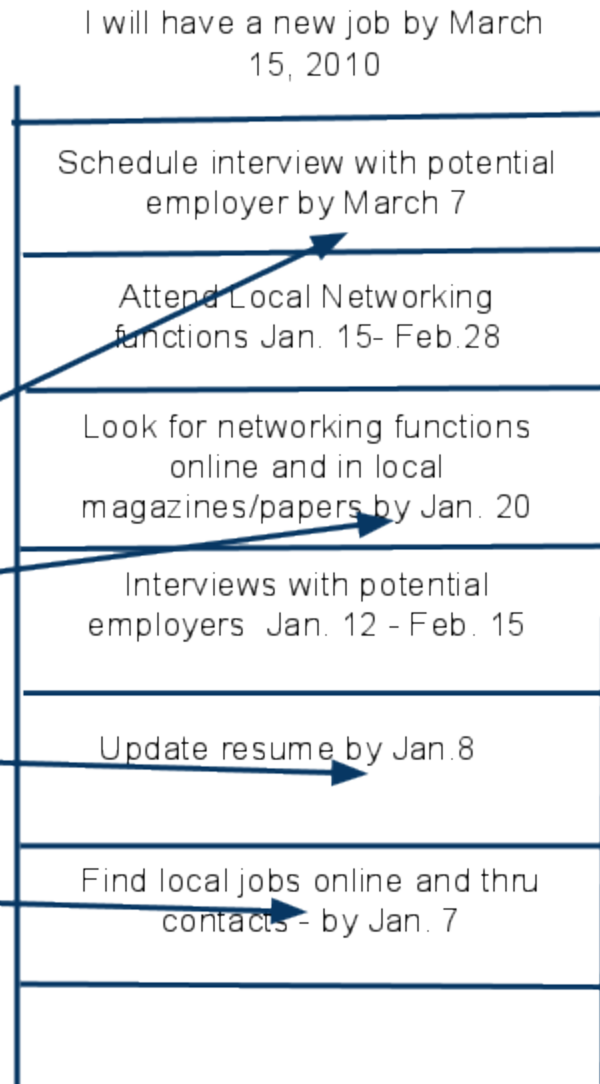 I will have a new job by March
15, 2010
Schedule interview with potential
employer by March 7
Attend Local Networking
functions Jan. 15- Feb.28
Look for networking functions
online and in local
magazines/papers by Jan. 20
Interviews with potential
employers  Jan. 12 - Feb. 15
Update resume by Jan.8
Find local jobs online and thru
contacts - by Jan. 7